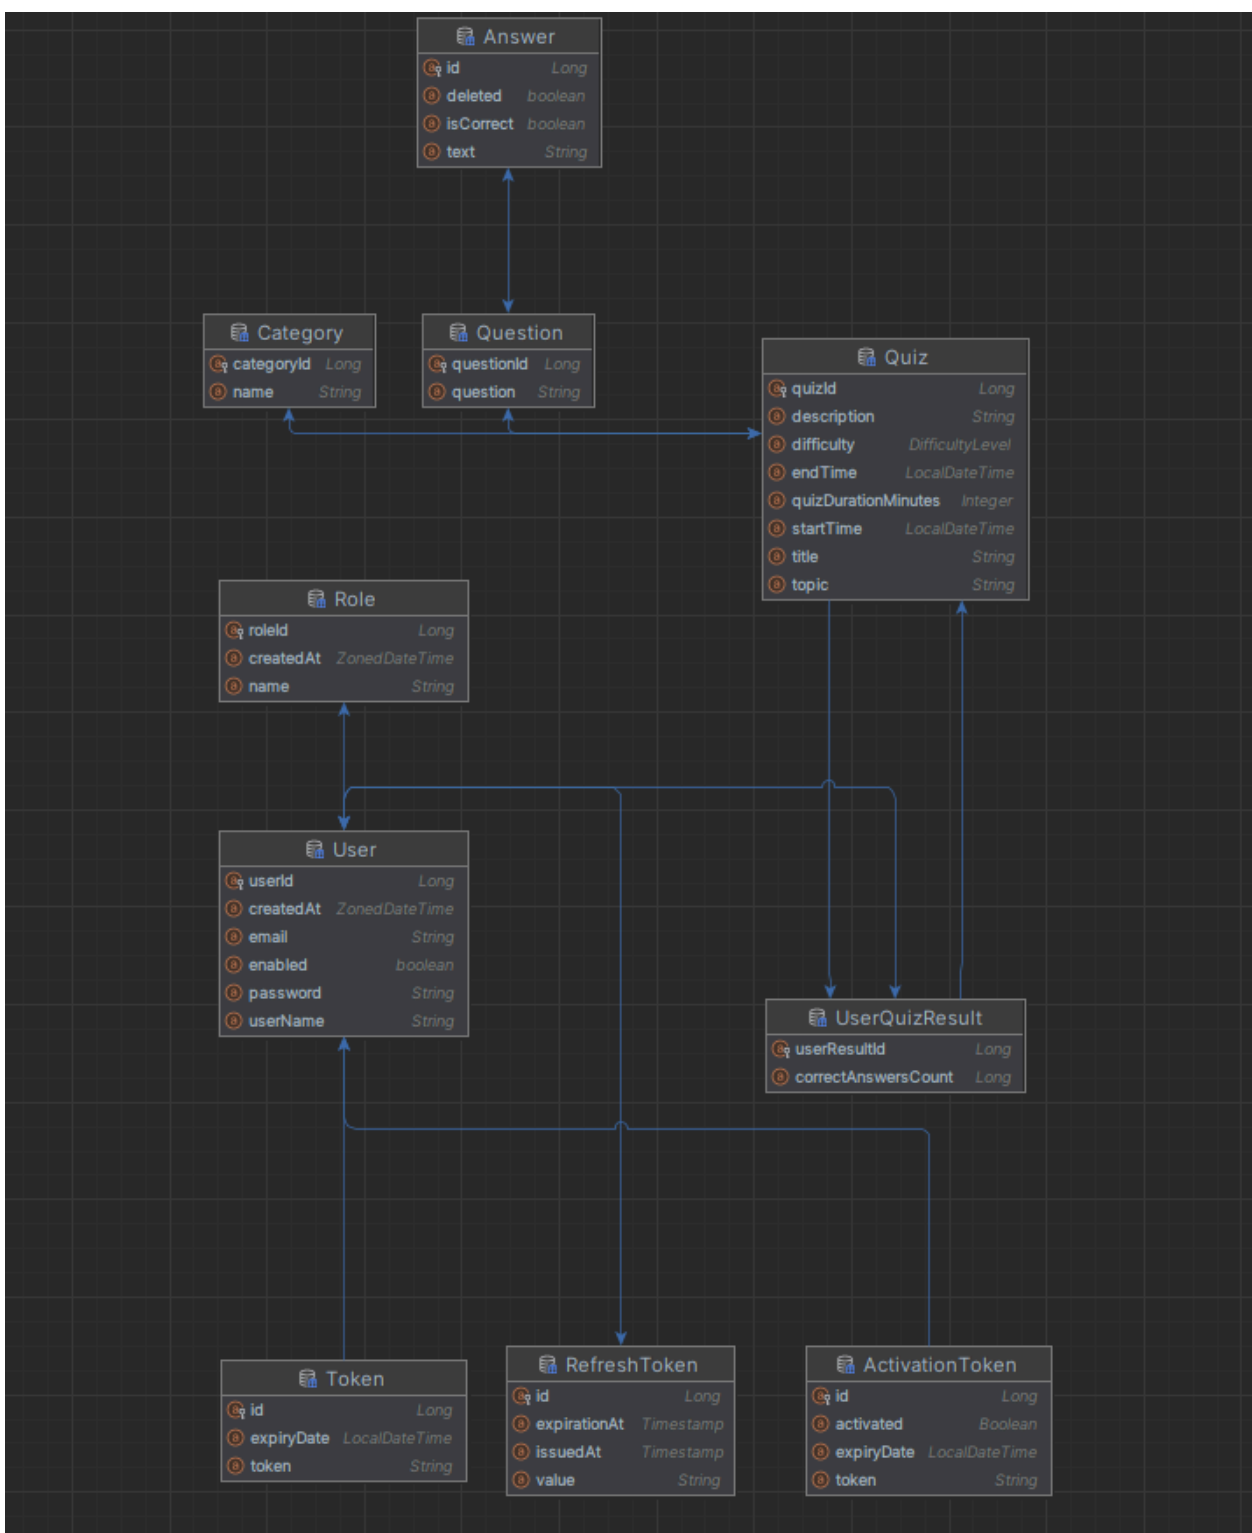 Answer
id Long
deleted boolean
isCorrect boolean
text String
Category
categoryId Long
name String
Question
questionId Long
question String
Quiz
quizId Long
description String
difficulty DifficultyLevel
endTime LocalDateTime
quizDurationMinutes Integer
startTime LocalDateTime
title String
topic String
Role
roleId Long
createdAt ZonedDateTime
name String
User
userId Long
createdAt ZonedDateTime
email String
enabled boolean
password String
userName String
UserQuizResult
userResultId Long
correctAnswersCount Long
Token
id Long
expiryDate LocalDateTime
token String
RefreshToken
id Long
expirationAt Timestamp
issuedAt Timestamp
value String
ActivationToken
id Long
activated Boolean
expiryDate LocalDateTime
token String